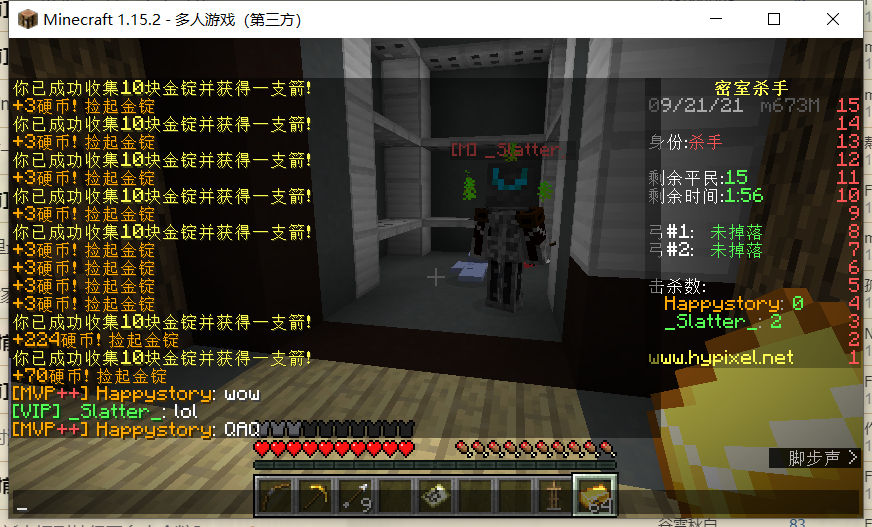 Minecraft 1.15.2 - 多人游戏（第三方）
你已成功收集10块金锭并获得一支箭!
+3硬币! 捡起金锭
你已成功收集10块金锭并获得一支箭!
+3硬币! 捡起金锭
你已成功收集10块金锭并获得一支箭!
+3硬币! 捡起金锭
你已成功收集10块金锭并获得一支箭!
+3硬币! 捡起金锭
你已成功收集10块金锭并获得一支箭!
+3硬币! 捡起金锭
+3硬币! 捡起金锭
+3硬币! 捡起金锭
+3硬币! 捡起金锭
你已成功收集10块金锭并获得一支箭!
+224硬币! 捡起金锭
你已成功收集10块金锭并获得一支箭!
+70硬币! 捡起金锭
[MVP++] Happystory: wow
[VIP] _Slatter_: lol
[MVP++] Happystory: QAQ
[M] _Slatter
密室杀手
09/21/21 m673M 15
14
身份:杀手 13
12
剩余平民:15 11
剩余时间:1:56 10
9
弓#1: 未掉落 8
弓#2: 未掉落 7
6
击杀数: 5
Happystory: 0 4
_Slatter_: 2 3
2
www.hypixel.net 1
脚步声 >
9
64
_